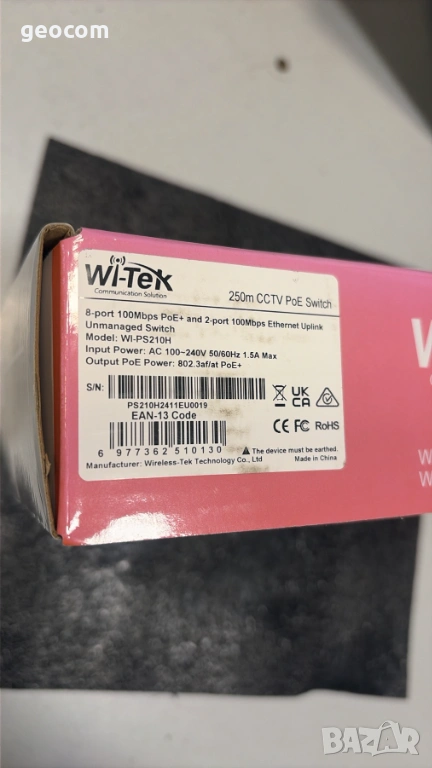 geocom
Wi-Tek
Communication Solution
250m CCTV PoE Switch
8-port 100Mbps PoE+ and 2-port 100Mbps Ethernet Uplink
Unmanaged Switch
Model: WI-PS210H
Input Power: AC 100~240V 50/60Hz 1.5A Max
Output PoE Power: 802.3af/at PoE+
S/N:
PS210H2411EU0019
EAN-13 Code
6 977362 510130
UK CA
CE FC RoHS
The device must be earthed.
Manufacturer: Wireless-Tek Technology Co., Ltd
Made in China
W
W
W
BAZAR